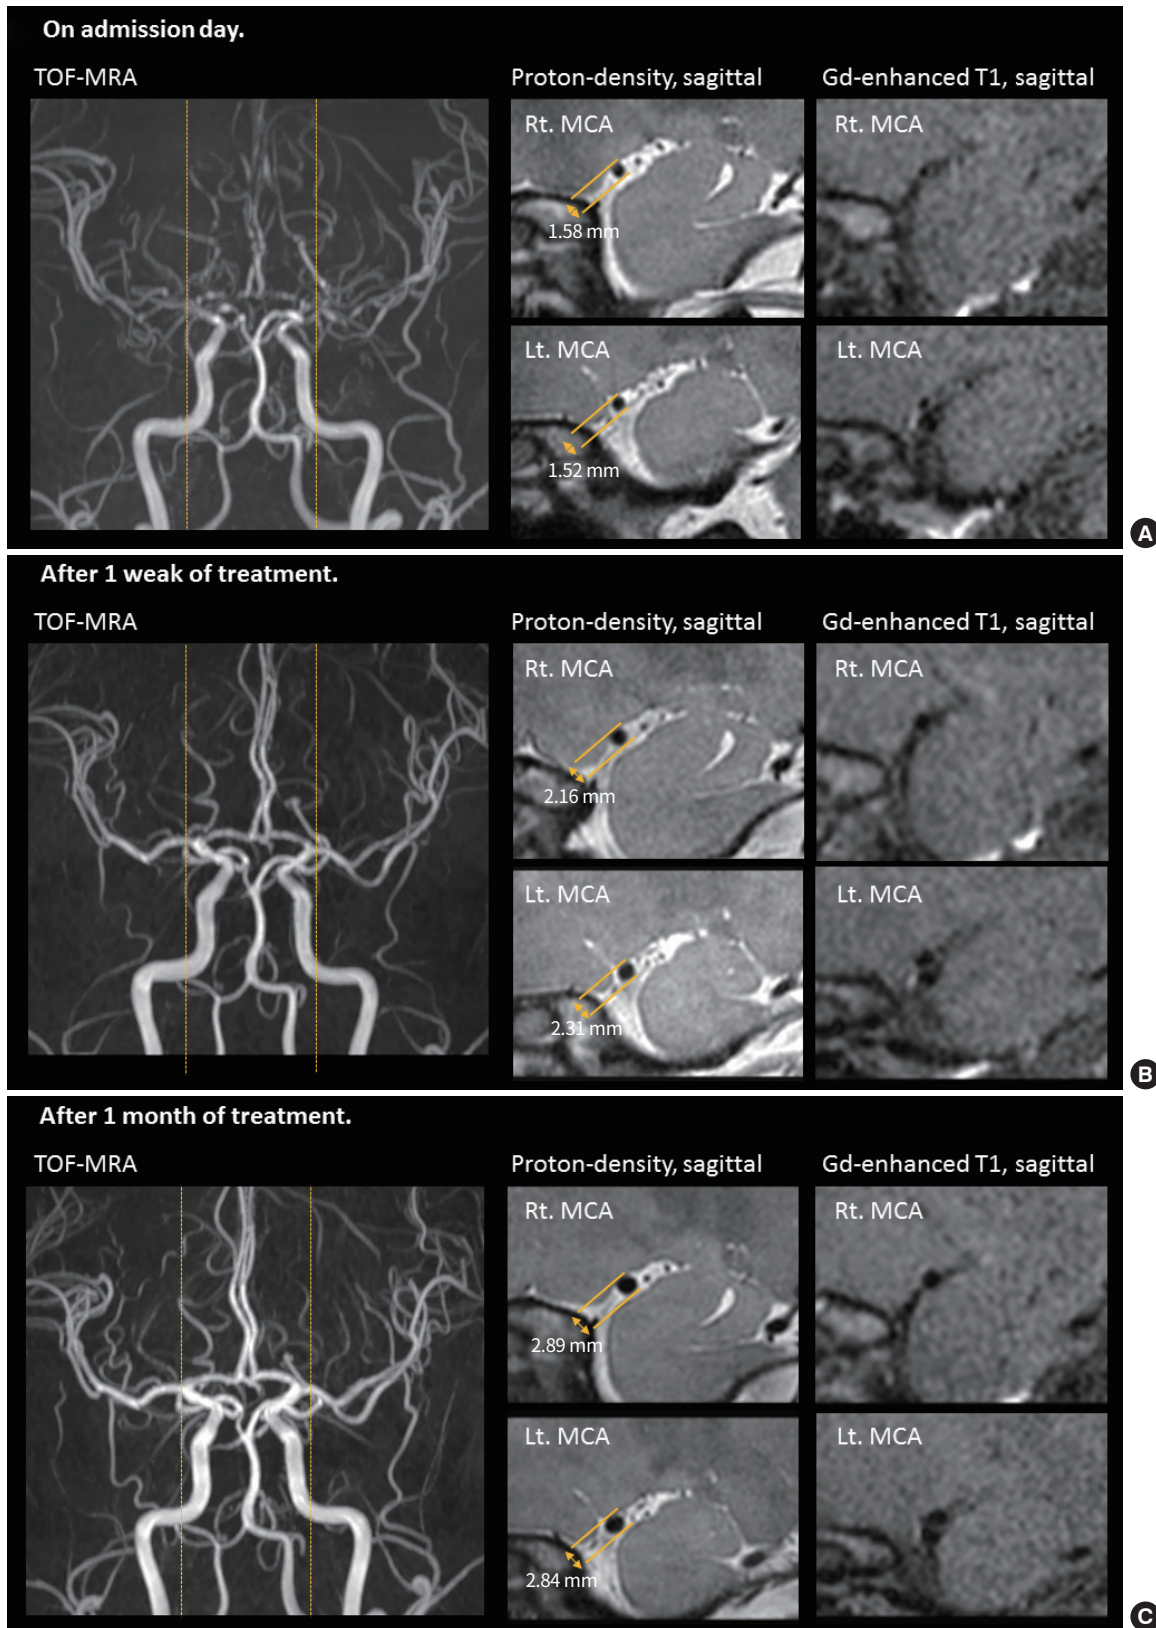 On admission day.
TOF-MRA
Proton-density, sagittal
Gd-enhanced T1, sagittal
Rt. MCA
Rt. MCA
1.58 mm
Lt. MCA
Lt. MCA
1.52 mm
A
After 1 weak of treatment.
TOF-MRA
Proton-density, sagittal
Gd-enhanced T1, sagittal
Rt. MCA
Rt. MCA
2.16 mm
Lt. MCA
Lt. MCA
2.31 mm
B
After 1 month of treatment.
TOF-MRA
Proton-density, sagittal
Gd-enhanced T1, sagittal
Rt. MCA
Rt. MCA
2.89 mm
Lt. MCA
Lt. MCA
2.84 mm
C